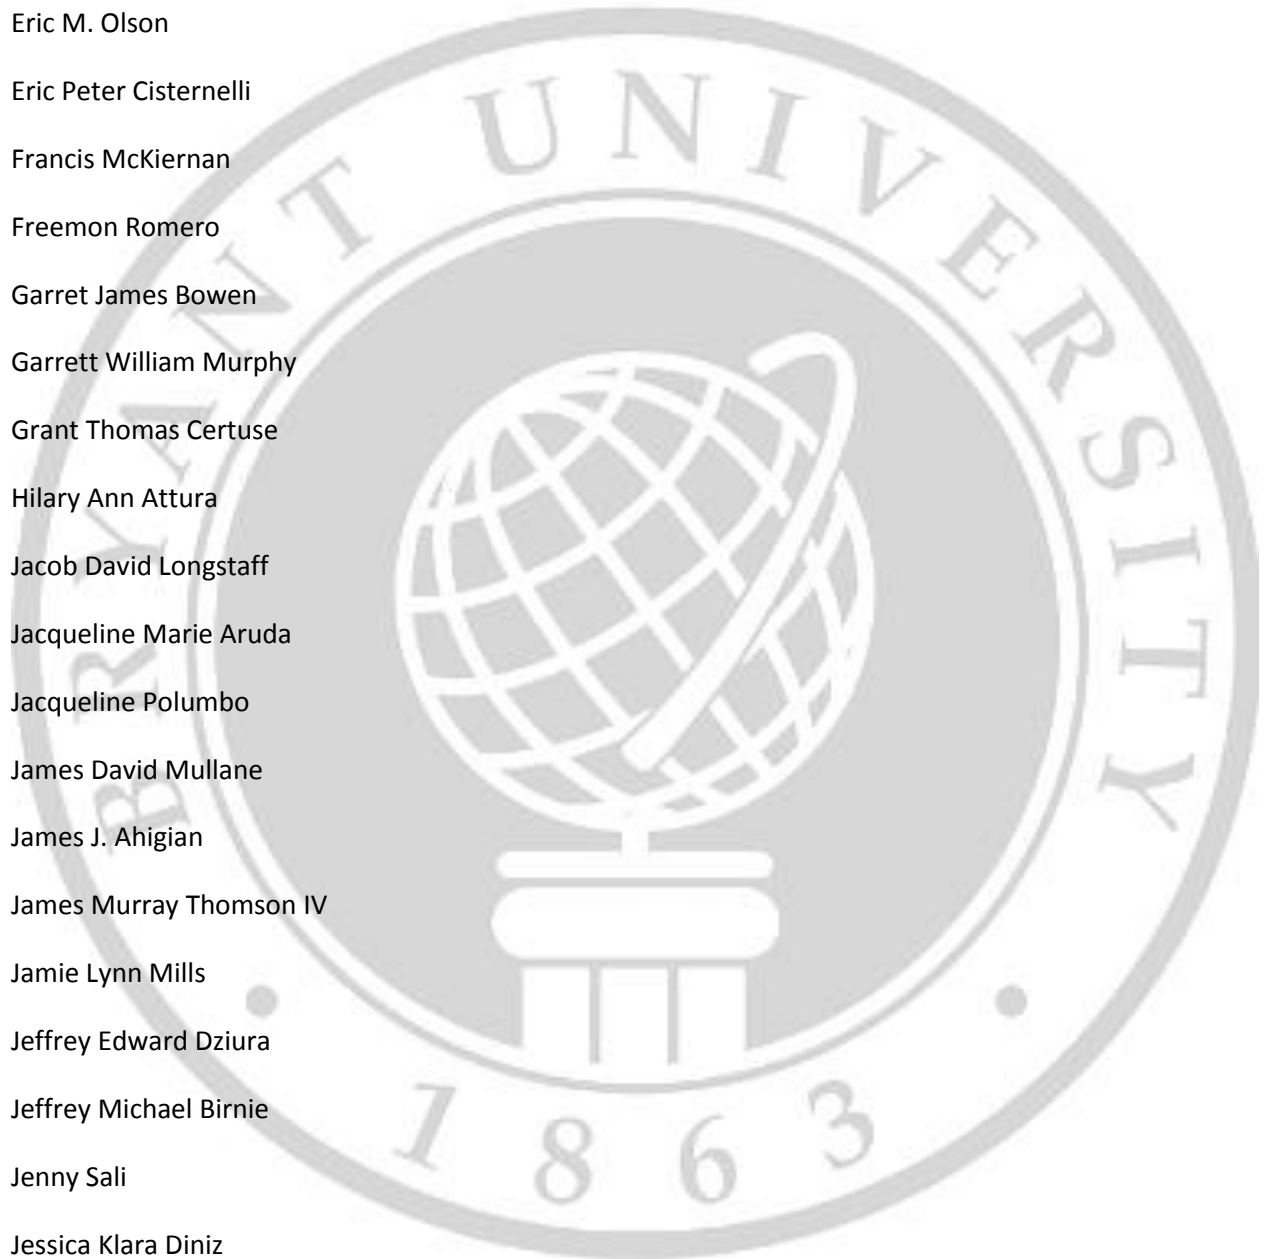 Eric M. Olson
Eric Peter Cisternelli
Francis McKiernan
Freemon Romero
Garret James Bowen
Garrett William Murphy
Grant Thomas Certuse
Hilary Ann Attura
Jacob David Longstaff
Jacqueline Marie Aruda
Jacqueline Polumbo
James David Mullane
James J. Ahigian
James Murray Thomson IV
Jamie Lynn Mills
Jeffrey Edward Dziura
Jeffrey Michael Birnie
Jenny Sali
Jessica Klara Diniz
BRYANT UNIVERSITY
1863